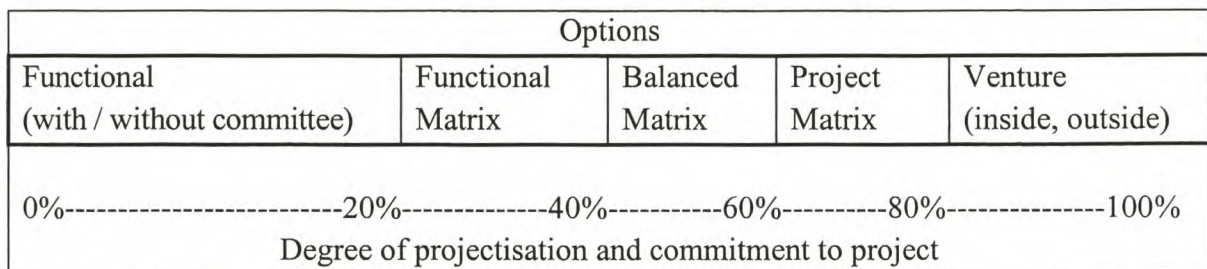 Options
Functional Functional Balanced Project Venture
(with / without committee) Matrix Matrix Matrix (inside, outside)
0%--------------------------20%--------------40%-----------60%----------80%---------------100%
Degree of projectisation and commitment to project